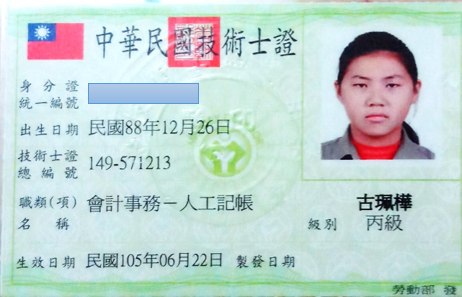 中華民國技術士證
身分證
統一編號
出生日期 民國88年12月26日
技術士證
總編號 149-571213
職類(項)
名稱 會計事務－人工記帳
古珮樺
級別 丙級
生效日期 民國105年06月22日 製發日期
勞動部 發